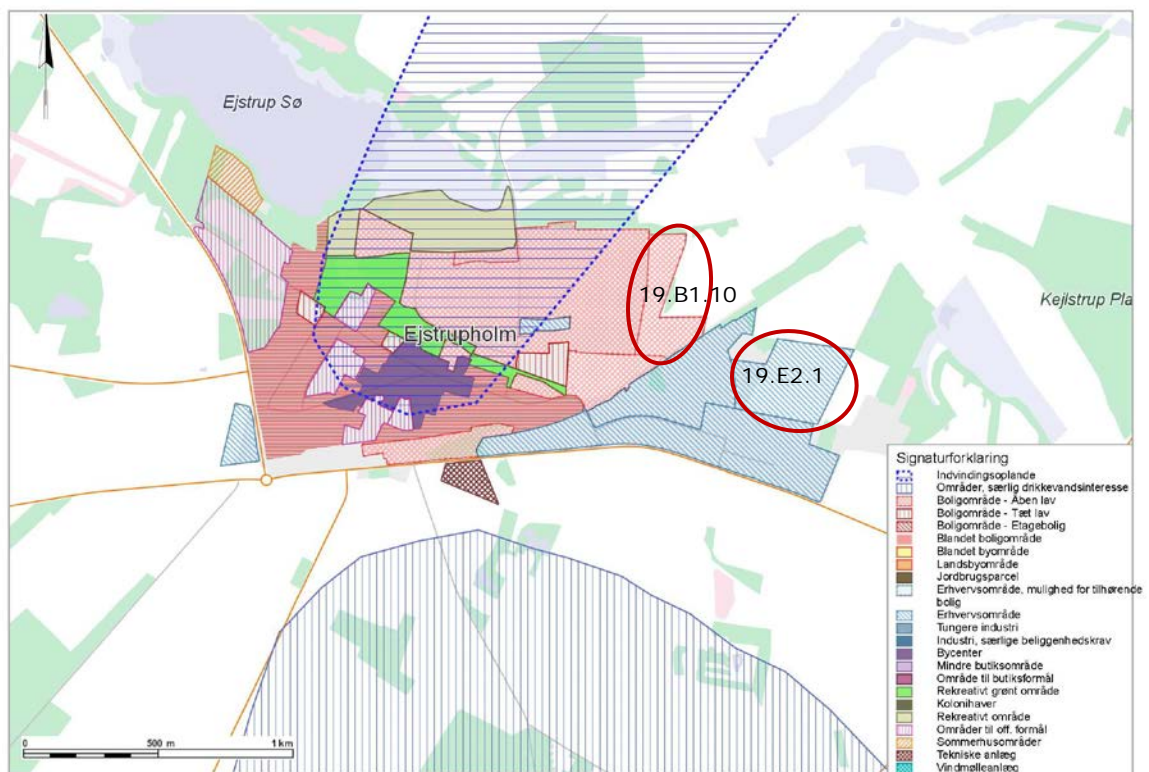 Ejstrup Sø
19.B1.10
Kejlstrup Pla
Ejstrupholm
19.E2.1
Signaturforklaring
Indvindingsoplande
Områder, særlig drikkevandsinteresse
Boligområde - Åben lav
Boligområde - Tæt lav
Boligområde - Etagebolig
Blandet boligområde
Blandet byområde
Landsbyområde
Jordbrugsparcel
Erhvervsområde, mulighed for tilhørende
bolig
Erhvervsområde
Tungere industri
Industri, særlige beliggenhedskrav
Bycenter
Mindre butiksområde
Område til butiksformål
Rekreativt grønt område
Kolonihaver
Rekreativt område
Områder til off. formål
Sommerhusområder
Tekniske anlæg
Vindmølleanlæg
0 500 m 1 km